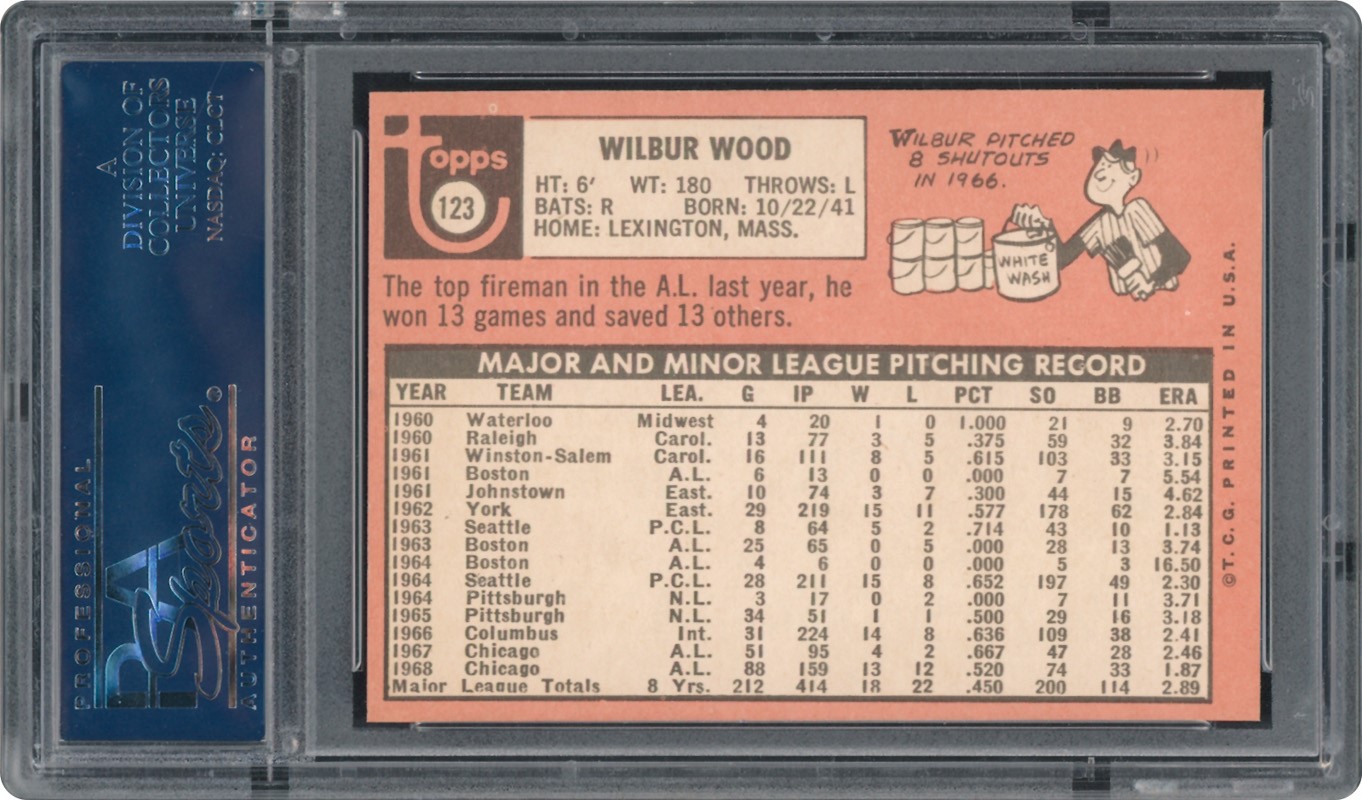 A
DIVISION OF
COLLECTORS
UNIVERSE
NASDAQ: CLCT
PROFESSIONAL
PSA
Sports®
AUTHENTICATOR
topps
123
WILBUR WOOD
HT: 6' WT: 180 THROWS: L
BATS: R BORN: 10/22/41
HOME: LEXINGTON, MASS.
WILBUR PITCHED
8 SHUTOUTS
IN 1966.
WHITE
WASH
The top fireman in the A.L. last year, he
won 13 games and saved 13 others.
MAJOR AND MINOR LEAGUE PITCHING RECORD
YEAR TEAM LEA. G IP W L PCT SO BB ERA
1960 Waterloo Midwest 4 20 1 0 1.000 21 9 2.70
1960 Raleigh Carol. 13 77 3 5 .375 59 32 3.84
1961 Winston-Salem Carol. 16 111 8 5 .615 103 33 3.15
1961 Boston A.L. 6 13 0 0 .000 7 7 5.54
1961 Johnstown East. 10 74 3 7 .300 44 15 4.62
1962 York East. 29 219 15 11 .577 178 62 2.84
1963 Seattle P.C.L. 8 64 5 2 .714 43 10 1.13
1963 Boston A.L. 25 65 0 5 .000 28 13 3.74
1964 Boston A.L. 4 6 0 0 .000 5 3 16.50
1964 Seattle P.C.L. 28 211 15 8 .652 197 49 2.30
1964 Pittsburgh N.L. 3 17 0 2 .000 7 11 3.71
1965 Pittsburgh N.L. 34 51 1 1 .500 29 16 3.18
1966 Columbus Int. 31 224 14 8 .636 109 38 2.41
1967 Chicago A.L. 51 95 4 2 .667 47 28 2.46
1968 Chicago A.L. 88 159 13 12 .520 74 33 1.87
Major League Totals 8 Yrs. 212 414 18 22 .450 200 114 2.89
©T.C.G. PRINTED IN U.S.A.